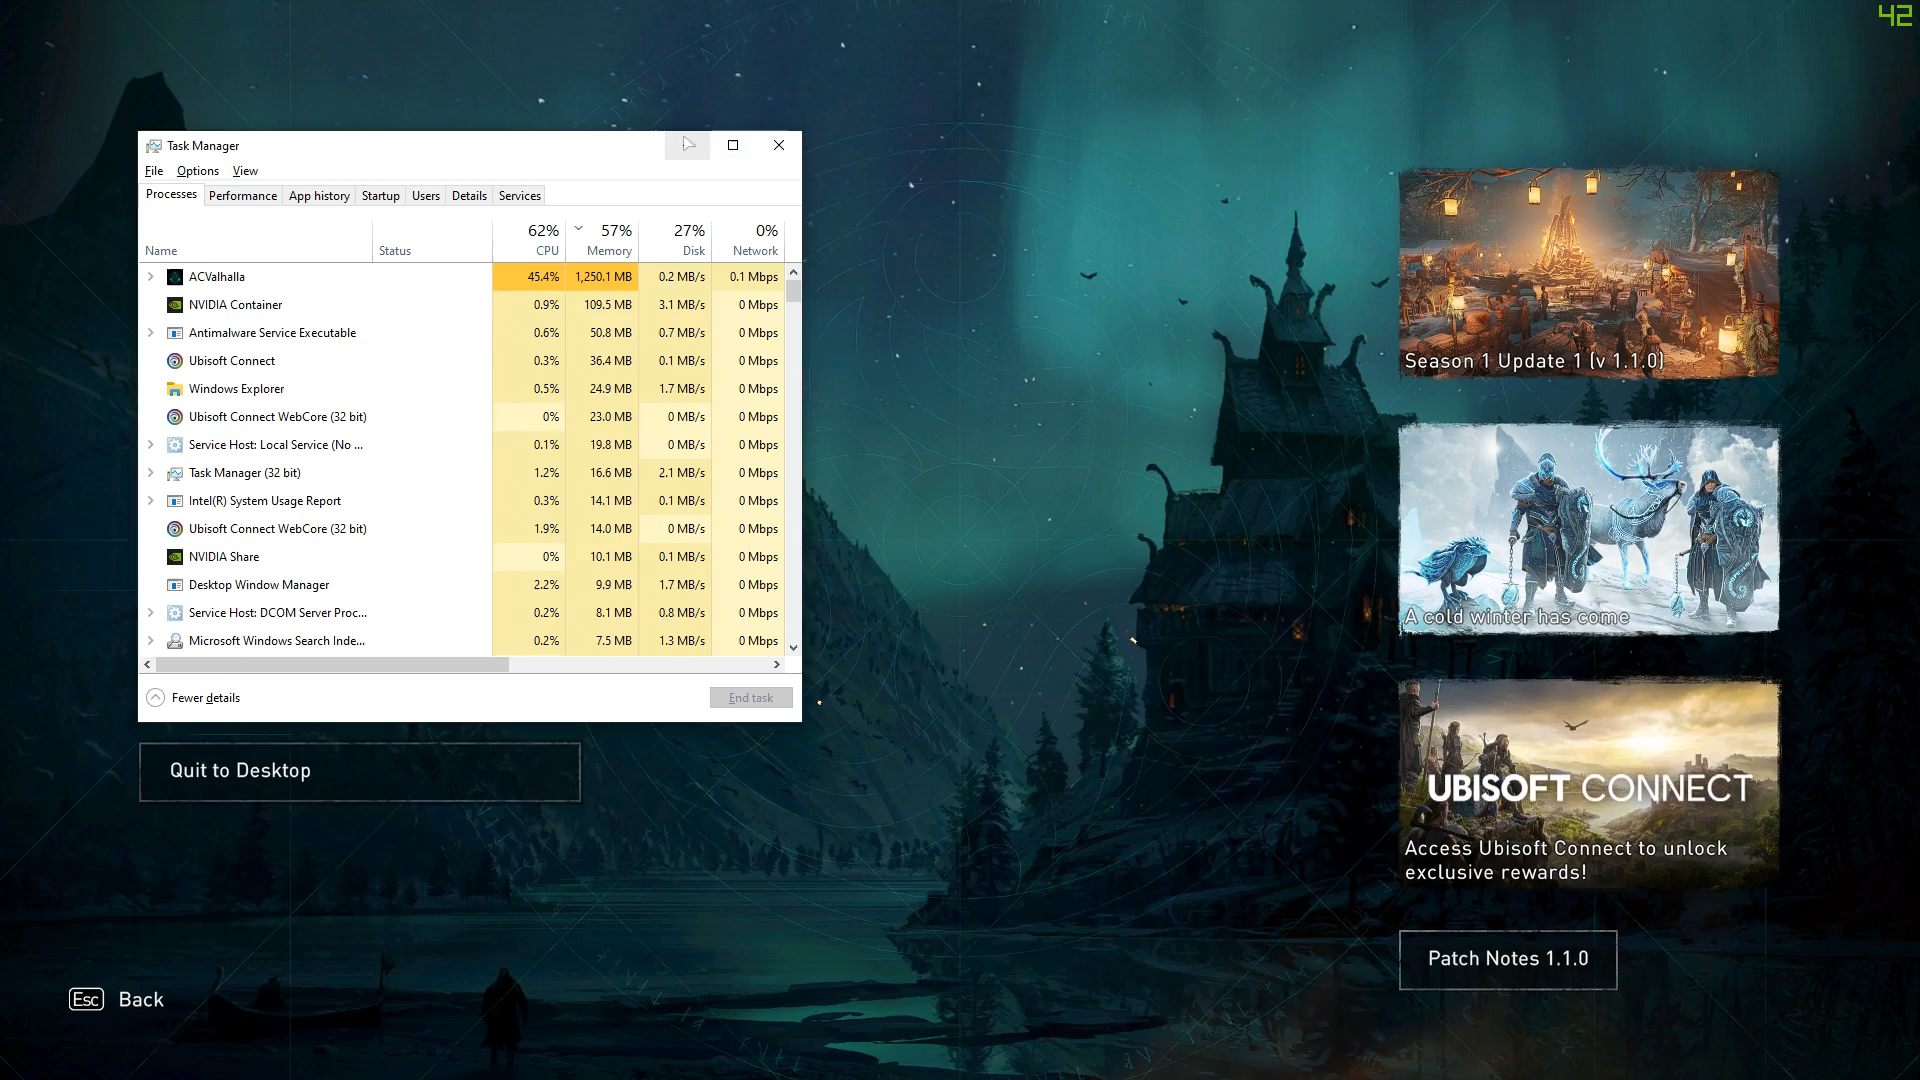 42
Task Manager
File Options View
Processes Performance App history Startup Users Details Services
62% 57% 27% 0%
Name Status CPU Memory Disk Network
ACValhalla 45.4% 1,250.1 MB 0.2 MB/s 0.1 Mbps
NVIDIA Container 0.9% 109.5 MB 3.1 MB/s 0 Mbps
Antimalware Service Executable 0.6% 50.8 MB 0.7 MB/s 0 Mbps
Ubisoft Connect 0.3% 36.4 MB 0.1 MB/s 0 Mbps
Windows Explorer 0.5% 24.9 MB 1.7 MB/s 0 Mbps
Ubisoft Connect WebCore (32 bit) 0% 23.0 MB 0 MB/s 0 Mbps
Service Host: Local Service (No ... 0.1% 19.8 MB 0 MB/s 0 Mbps
Task Manager (32 bit) 1.2% 16.6 MB 2.1 MB/s 0 Mbps
Intel(R) System Usage Report 0.3% 14.1 MB 0.1 MB/s 0 Mbps
Ubisoft Connect WebCore (32 bit) 1.9% 14.0 MB 0 MB/s 0 Mbps
NVIDIA Share 0% 10.1 MB 0.1 MB/s 0 Mbps
Desktop Window Manager 2.2% 9.9 MB 1.7 MB/s 0 Mbps
Service Host: DCOM Server Proc... 0.2% 8.1 MB 0.8 MB/s 0 Mbps
Microsoft Windows Search Inde... 0.2% 7.5 MB 1.3 MB/s 0 Mbps
Fewer details End task
Quit to Desktop
Esc Back
Season 1 Update 1 (v 1.1.0)
A cold winter has come
UBISOFT CONNECT
Access Ubisoft Connect to unlock
exclusive rewards!
Patch Notes 1.1.0